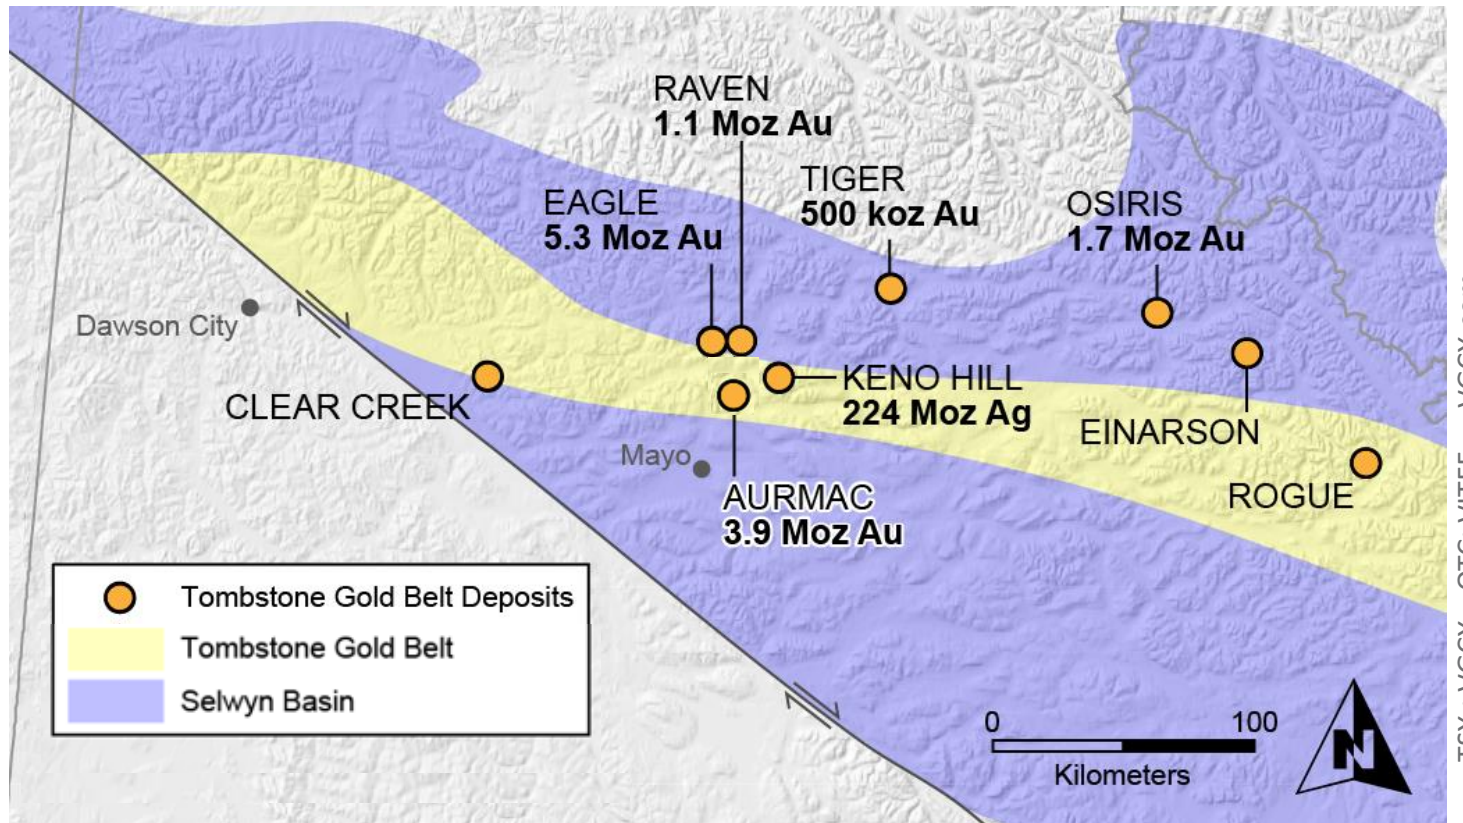 RAVEN
1.1 Moz Au
TIGER
500 koz Au
EAGLE
5.3 Moz Au
OSIRIS
1.7 Moz Au
Dawson City
CLEAR CREEK
KENO HILL
224 Moz Ag
EINARSON
Mayo
AURMAC
3.9 Moz Au
ROGUE
Tombstone Gold Belt Deposits
Tombstone Gold Belt
Selwyn Basin
0 100
Kilometers
N